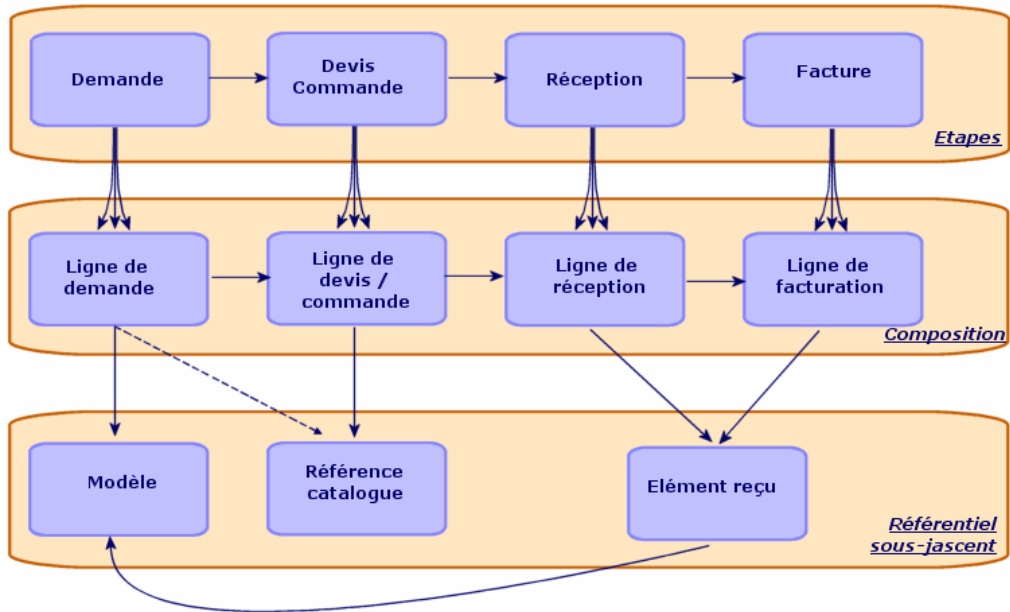 Demande
Devis
Commande
Réception
Facture
Etapes
Ligne de
demande
Ligne de
devis /
commande
Ligne de
réception
Ligne de
facturation
Composition
Modèle
Référence
catalogue
Elément reçu
Référentiel
sous-jascent